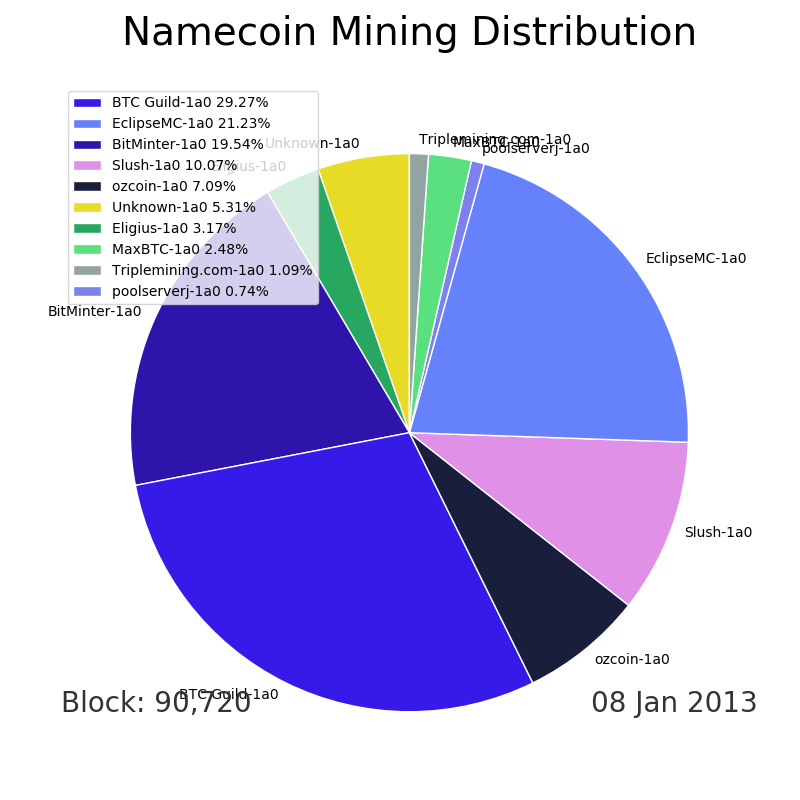 Namecoin Mining Distribution
BTC Guild-1a0 29.27%
EclipseMC-1a0 21.23%
BitMinter-1a0 19.54%
Slush-1a0 10.07%
ozcoin-1a0 7.09%
Unknown-1a0 5.31%
Eligius-1a0 3.17%
MaxBTC-1a0 2.48%
Triplemining.com-1a0 1.09%
poolserverj-1a0 0.74%
Triplemining.com-1a0
MaxBTC-1a0
poolserverj-1a0
Unknown-1a0
Eligius-1a0
EclipseMC-1a0
BitMinter-1a0
Slush-1a0
ozcoin-1a0
BTC Guild-1a0
Block: 90,720
08 Jan 2013